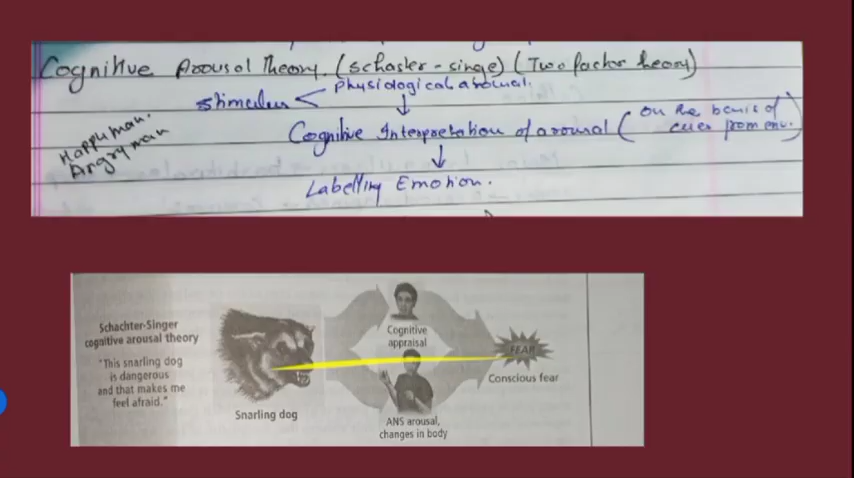 Cognitive Arousal Theory. (Schaster-singe) (Two factor theory)
Stimulus < Physiological arousal.
↓
Happy man.
Angry man
Cognitive Interpretation of arousal (on the basis of cues from env.)
↓
Labelling Emotion.
Schachter-Singer
cognitive arousal theory
"This snarling dog
is dangerous
and that makes me
feel afraid."
Snarling dog
Cognitive
appraisal
ANS arousal,
changes in body
FEAR
Conscious fear